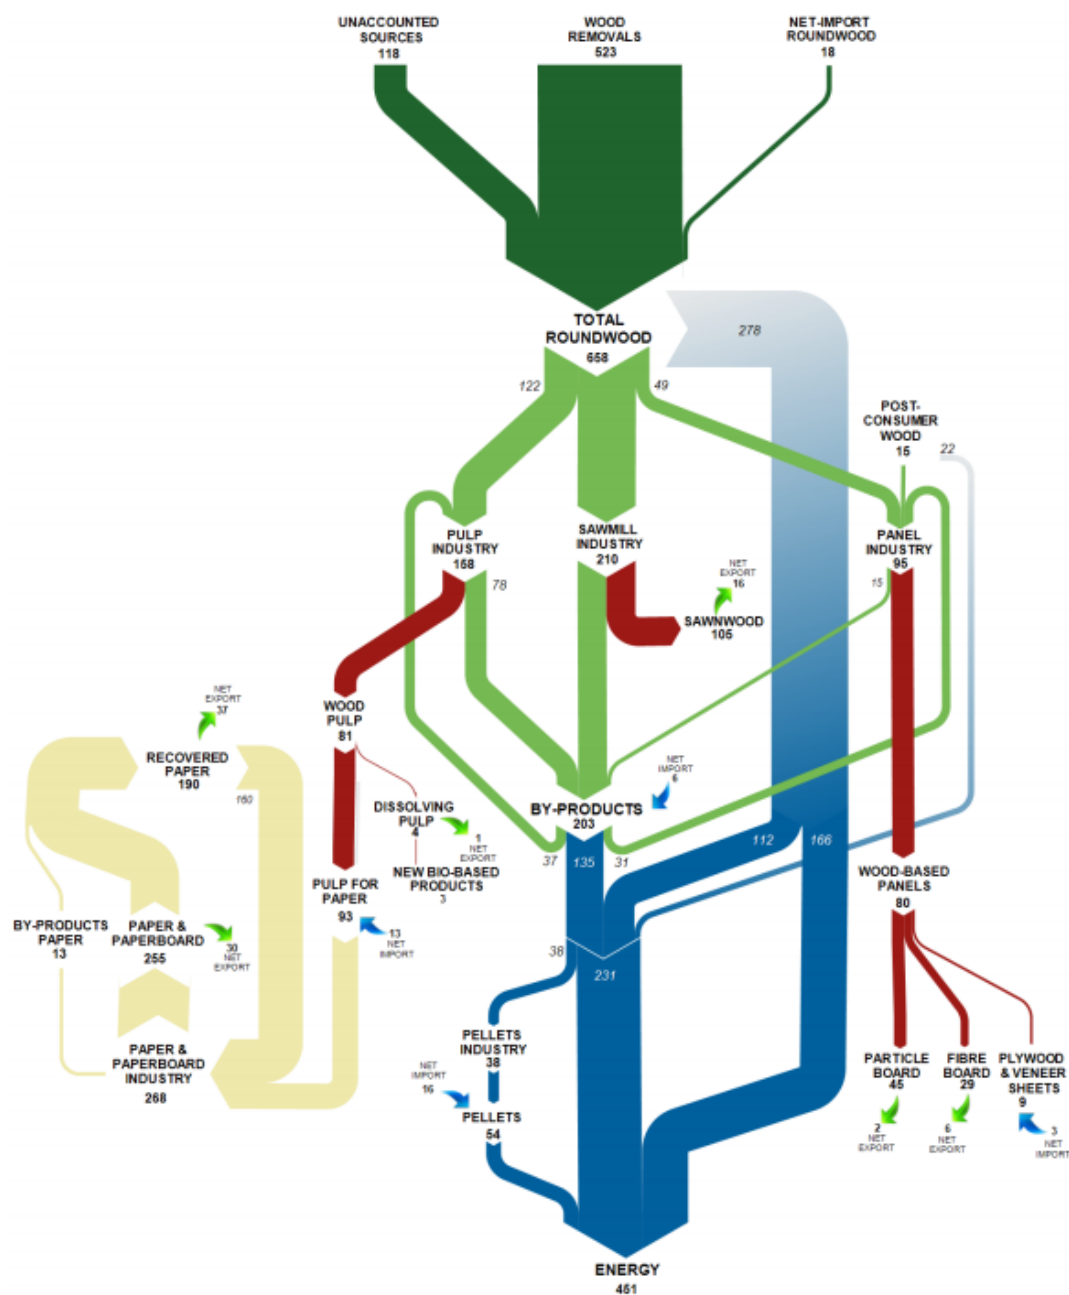 UNACCOUNTED
SOURCES
118
WOOD
REMOVALS
523
NET-IMPORT
ROUNDWOOD
18
TOTAL
ROUNDWOOD
658
278
122
49
POST-
CONSUMER
WOOD
15
22
PULP
INDUSTRY
158
SAWMILL
INDUSTRY
210
PANEL
INDUSTRY
95
78
15
NET
EXPORT
16
SAWNWOOD
105
NET
EXPORT
37
WOOD
PULP
81
RECOVERED
PAPER
190
160
NET
IMPORT
6
DISSOLVING
PULP
4
1
NET
EXPORT
BY-PRODUCTS
203
37
135
31
112
166
NEW BIO-BASED
PRODUCTS
3
PULP FOR
PAPER
93
13
NET
IMPORT
WOOD-BASED
PANELS
80
BY-PRODUCTS
PAPER
13
PAPER &
PAPERBOARD
255
30
NET
EXPORT
38
231
PAPER &
PAPERBOARD
INDUSTRY
268
PELLETS
INDUSTRY
38
NET
IMPORT
16
PELLETS
54
PARTICLE
BOARD
45
FIBRE
BOARD
29
PLYWOOD
& VENEER
SHEETS
9
2
NET
EXPORT
6
NET
EXPORT
3
NET
IMPORT
ENERGY
451